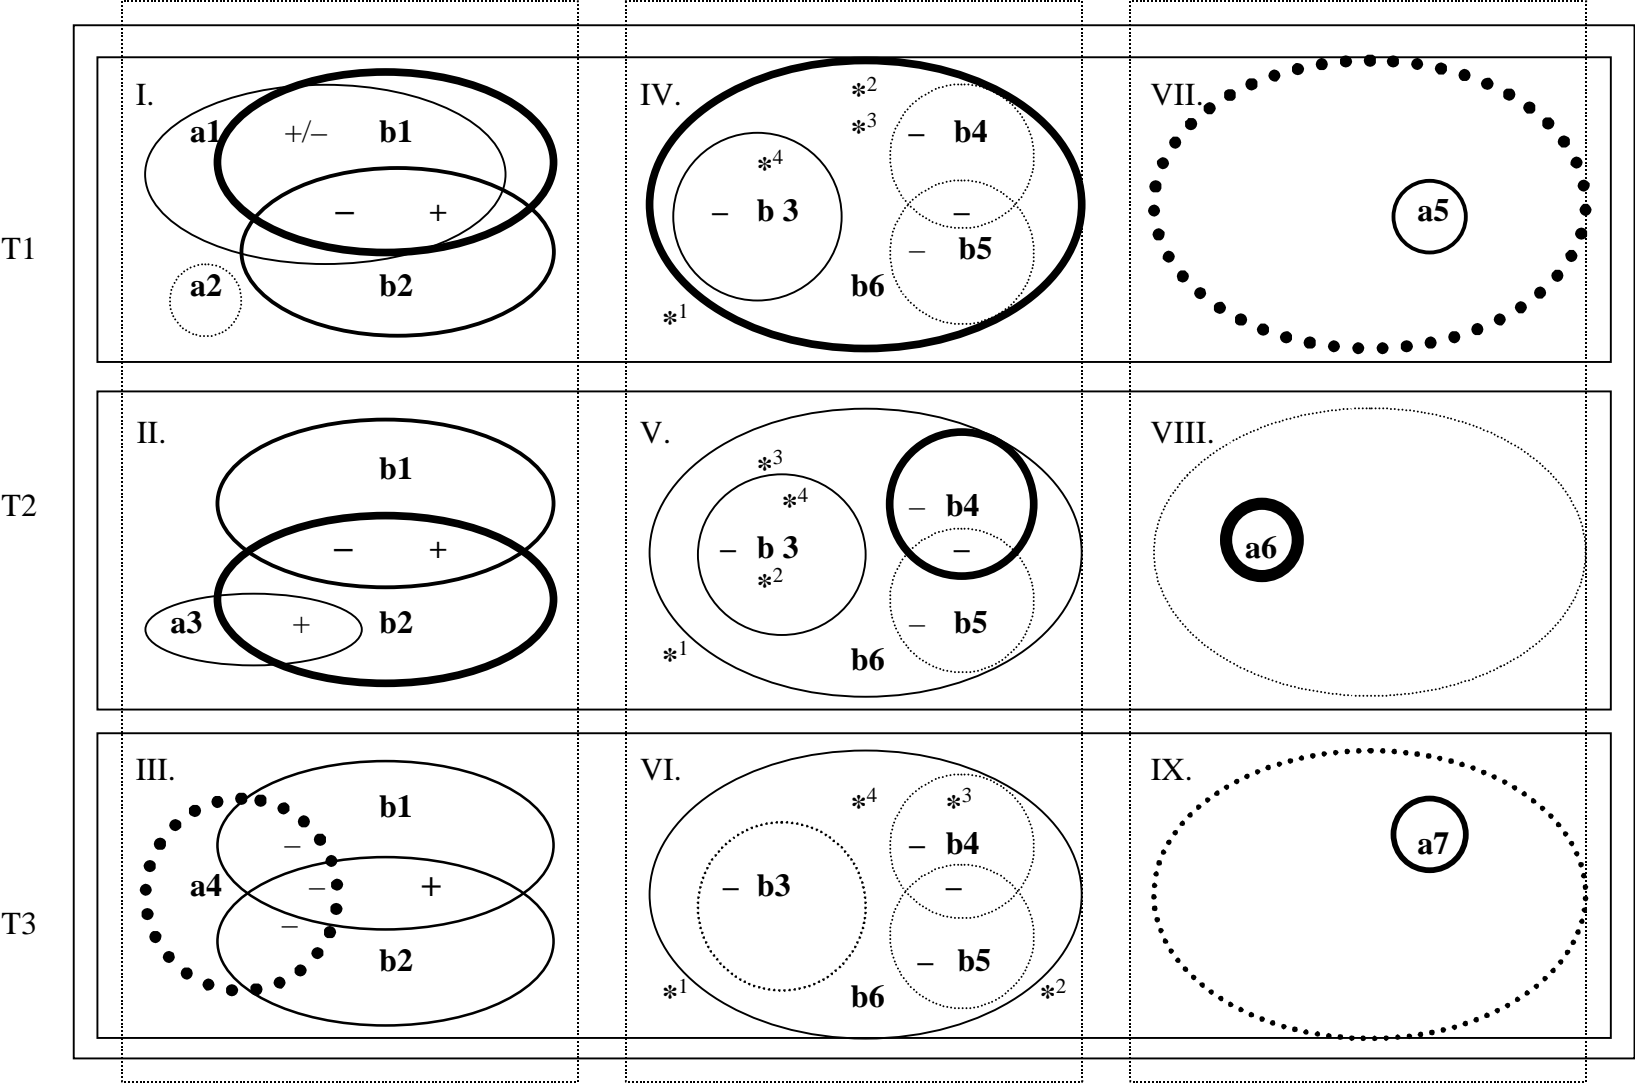 I. IV. *2 VII.
a1 +/– b1 *3 – b4
*4
– + – b 3 – a5
T1 – b5
a2 b2 b6
*1
II. V. VIII.
b1 *3
*4 – b4
T2
– + – b 3 – a6
*2
a3 + b2 – b5
*1 b6
III. VI. IX.
b1 *4 *3
– – b4 a7
a4 – + – b3 –
T3 –
b2 – b5
*1 b6 *2